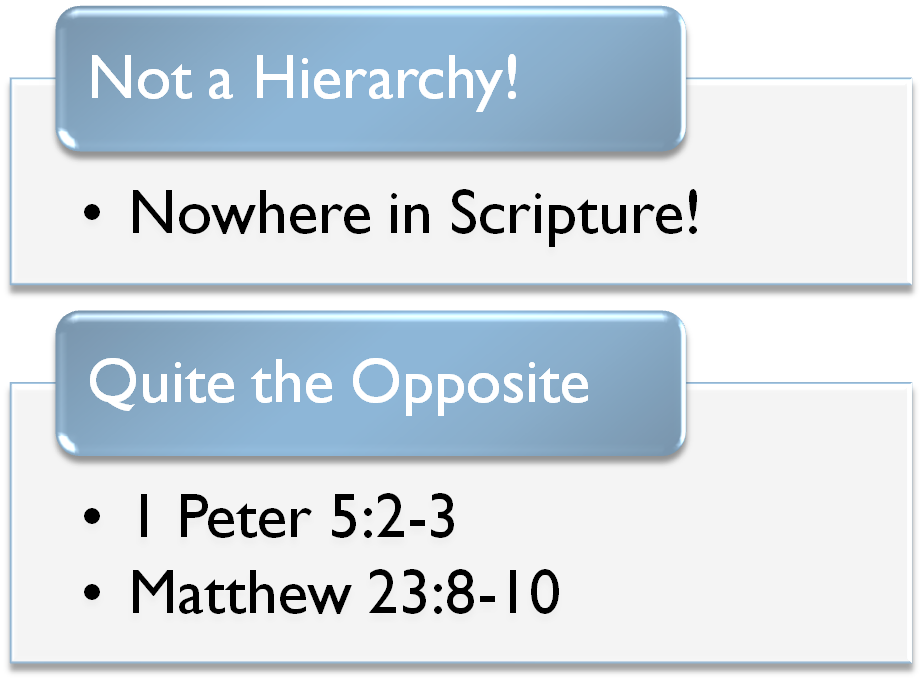 Not a Hierarchy!
• Nowhere in Scripture!
Quite the Opposite
• 1 Peter 5:2-3
• Matthew 23:8-10